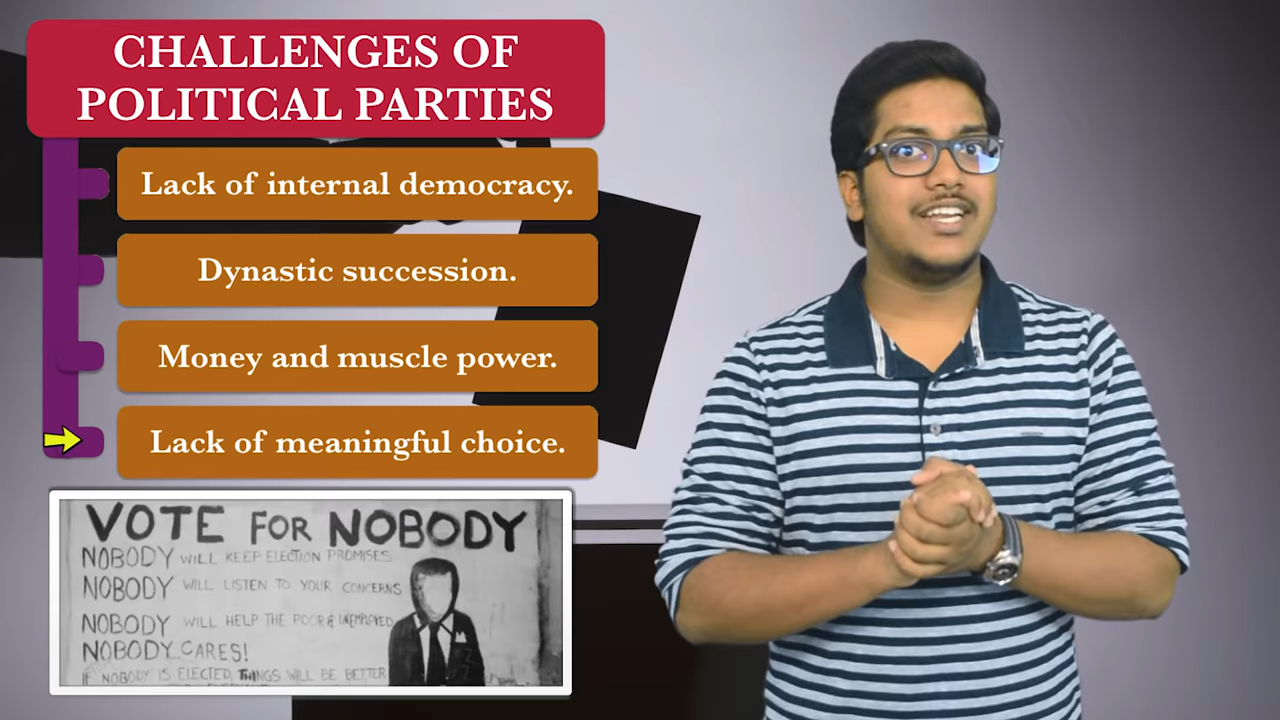 CHALLENGES OF
POLITICAL PARTIES
Lack of internal democracy.
Dynastic succession.
Money and muscle power.
Lack of meaningful choice.
VOTE FOR NOBODY
NOBODY WILL KEEP ELECTION PROMISES
NOBODY WILL LISTEN TO YOUR CONCERNS
NOBODY WILL HELP THE POOR & UNEMPLOYED
NOBODY CARES!
IF NOBODY IS ELECTED, THINGS WILL BE BETTER